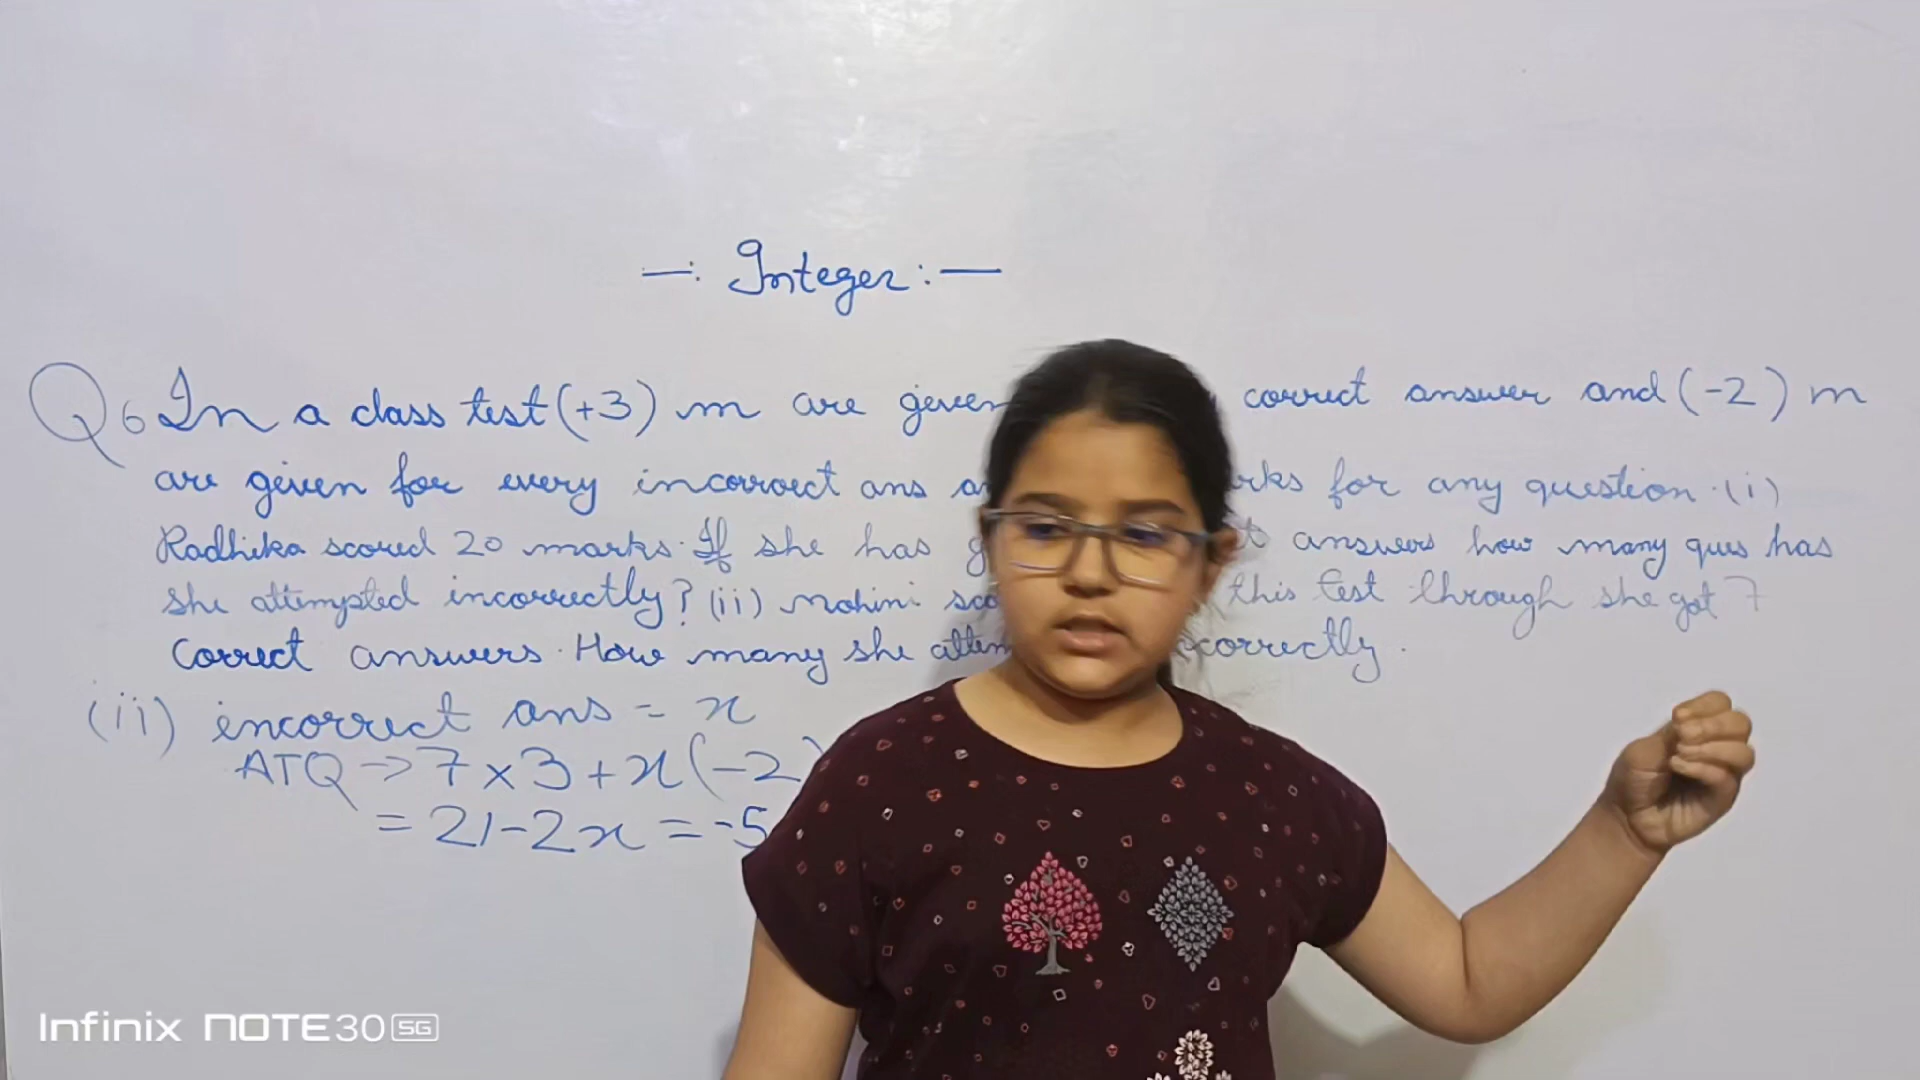 —: Integer :—
Q6 In a class test (+3) m are geven correct answer and (-2) m
are given for every incorrect ans for any question. (i)
Radhika scored 20 marks. If she has answers how many ques has
she attempted incorrectly? (ii) Mohini this test through she got 7
correct answers. How many she
(ii) incorrect ans = x
ATQ → 7 × 3 + x(-2
= 21 - 2x = -5
Infinix NOTE 30 5G